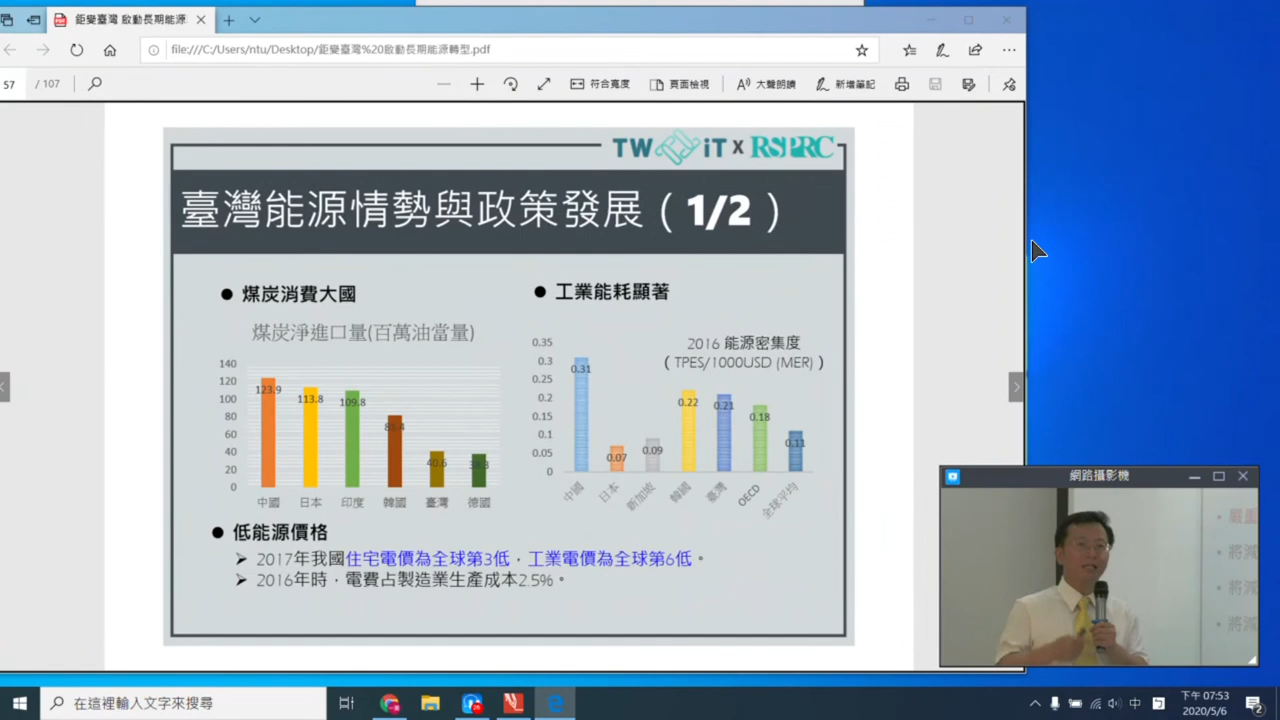 鉅變臺灣 啟動長期能源
file:///C:/Users/ntu/Desktop/鉅變臺灣%20啟動長期能源轉型.pdf
57 / 107
符合寬度
頁面檢視
大聲朗讀
新增筆記
TW iT x RSPRC
臺灣能源情勢與政策發展（1/2）
● 煤炭消費大國
煤炭淨進口量(百萬油當量)
140
120
100
80
60
40
20
0
123.9
113.8
109.8
40.6
中國 日本 印度 韓國 臺灣 德國
● 工業能耗顯著
2016 能源密集度
（TPES/1000USD (MER)）
0.35
0.3
0.25
0.2
0.15
0.1
0.05
0
0.31
0.07
0.09
0.22
0.21
0.18
0.11
中國 日本 新加坡 韓國 臺灣 OECD 全球平均
● 低能源價格
➢ 2017年我國住宅電價為全球第3低，工業電價為全球第6低。
➢ 2016年時，電費占製造業生產成本2.5%。
網路攝影機
• 嚴重
• 將減
• 將減
• 將減
在這裡輸入文字來搜尋
中
下午 07:53
2020/5/6
2